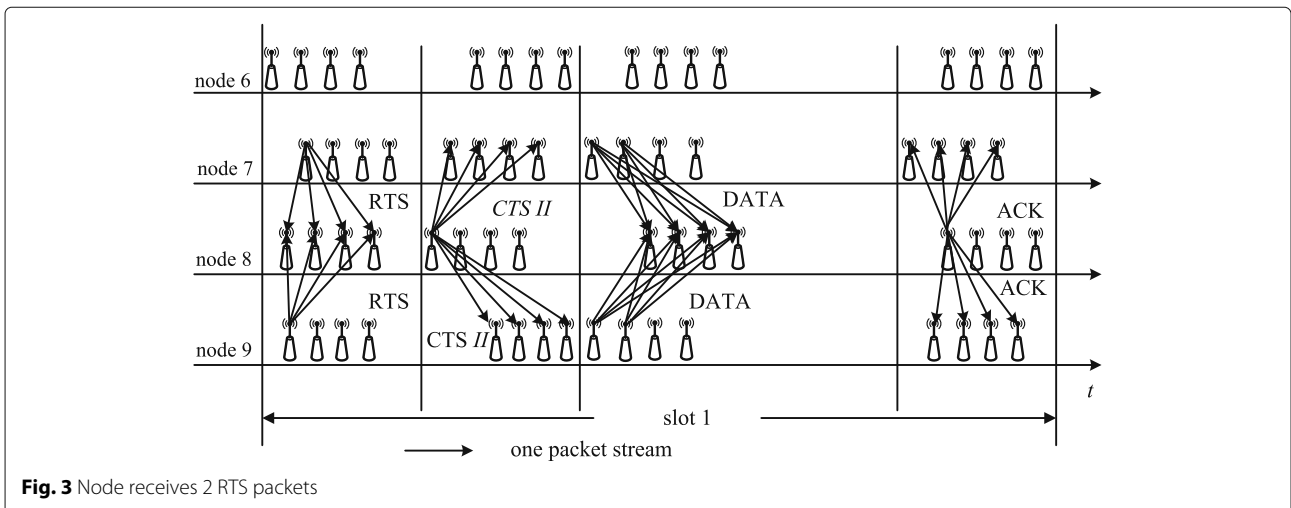 node 6
node 7
RTS
CTS II
DATA
ACK
node 8
RTS
CTS II
DATA
ACK
node 9
t
slot 1
one packet stream
Fig. 3 Node receives 2 RTS packets